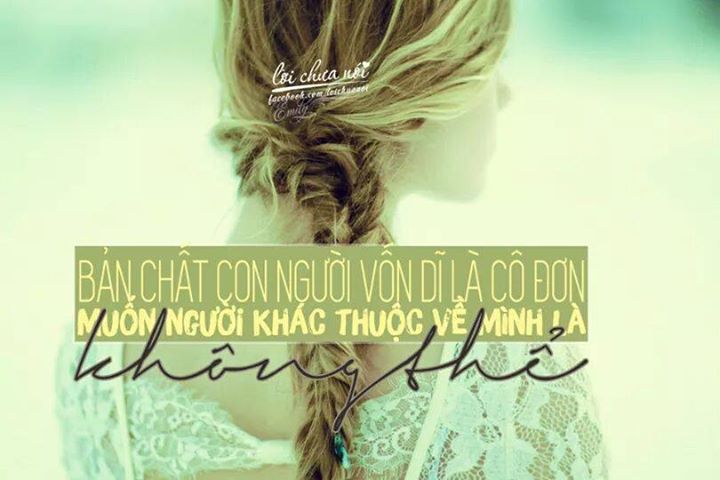 lời chưa nói
facebook.com/loichuanoi
Emily
BẢN CHẤT CON NGƯỜI VỐN DĨ LÀ CÔ ĐƠN
MUỐN NGƯỜI KHÁC THUỘC VỀ MÌNH LÀ
không thể